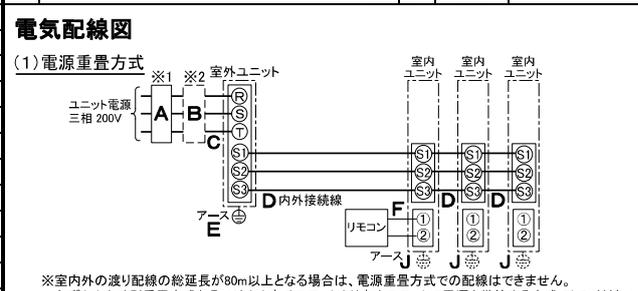 電気配線図
(1)電源重畳方式
※1 ※2 室外ユニット
室内ユニット 室内ユニット 室内ユニット
ユニット電源
三相 200V
A B
R
S
T
C
S1 S1 S1 S1
S2 S2 S2 S2
S3 S3 S3 S3
D 内外接続線 D D
アース
E
リモコン
F
① ① ①
② ② ②
アース J J J
※室内外の渡り配線の総延長が80m以上となる場合は、電源重畳方式での配線はできません。